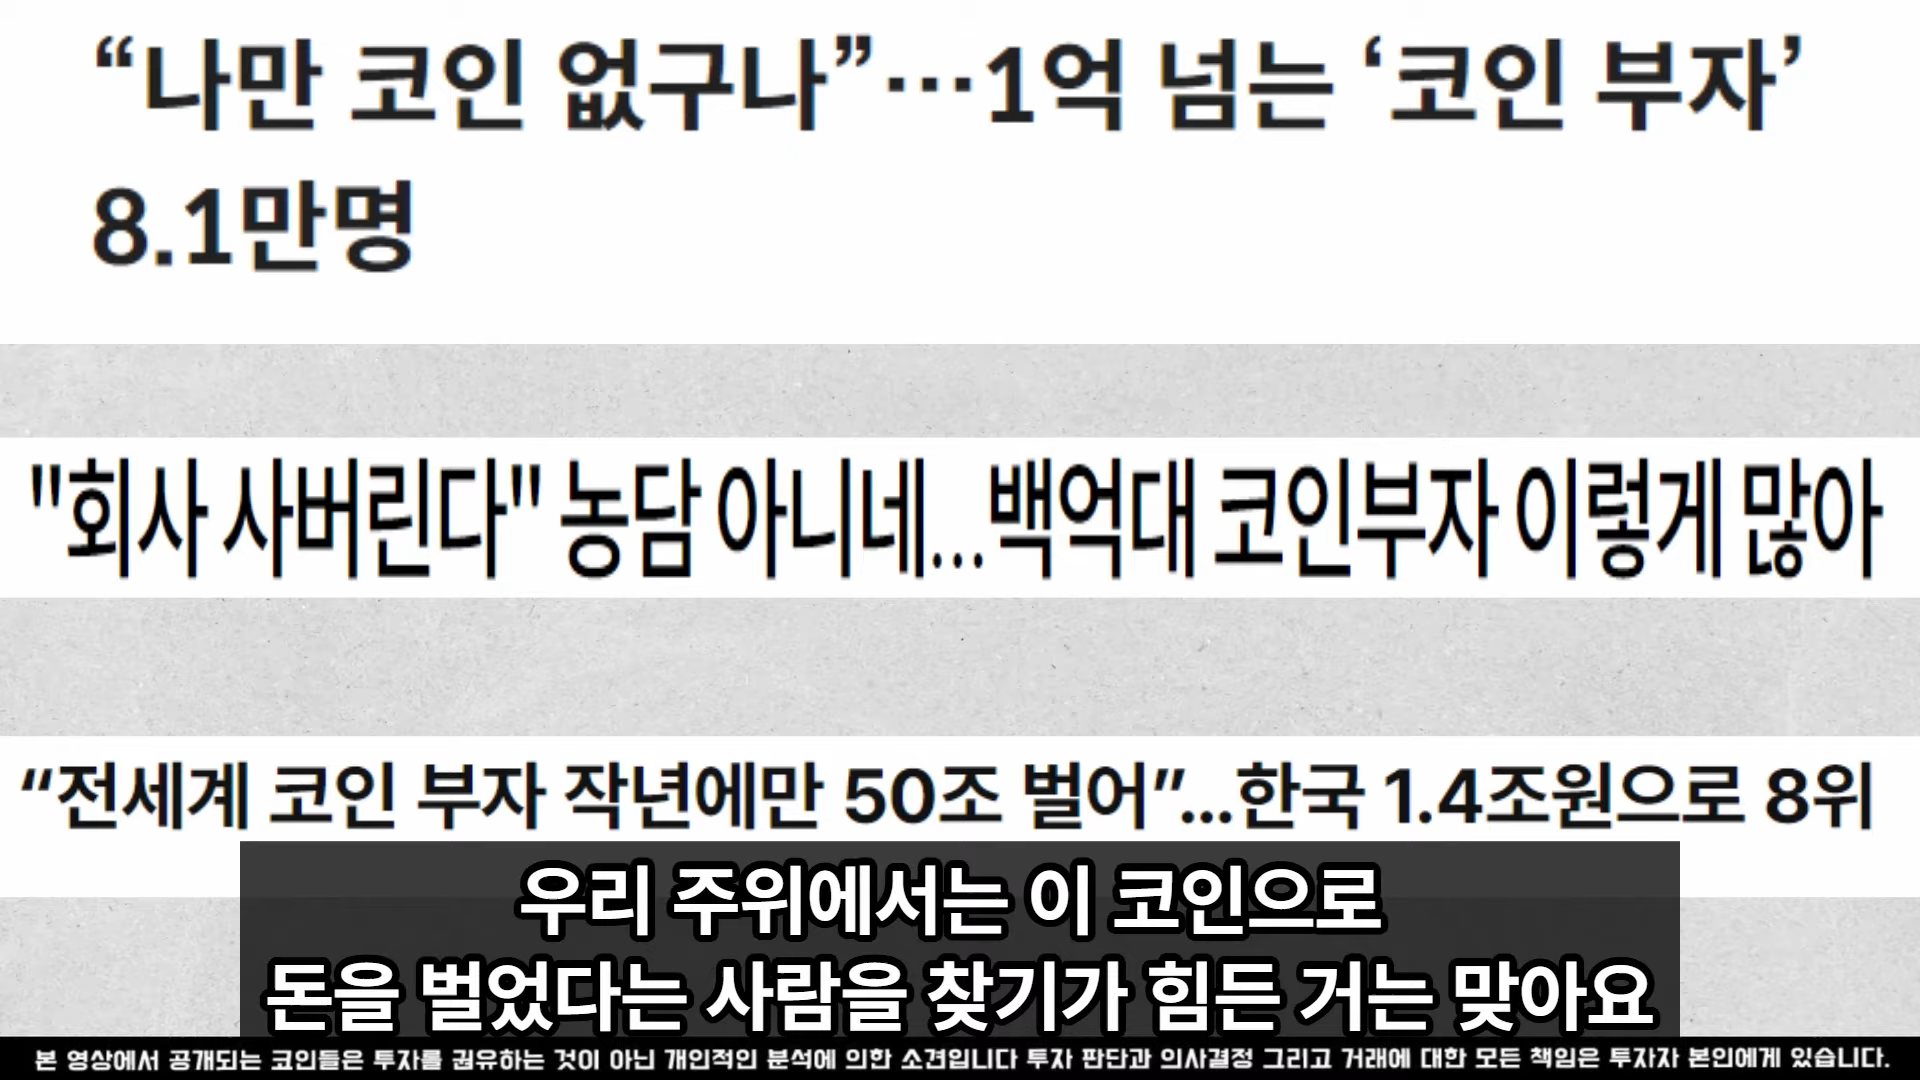 “나만 코인 없구나”…1억 넘는 ‘코인 부자’
8.1만명
"회사 사버린다" 농담 아니네...백억대 코인부자 이렇게 많아
“전세계 코인 부자 작년에만 50조 벌어”...한국 1.4조원으로 8위
우리 주위에서는 이 코인으로
돈을 벌었다는 사람을 찾기가 힘든 거는 맞아요
본 영상에서 공개되는 코인들은 투자를 권유하는 것이 아닌 개인적인 분석에 의한 소견입니다 투자 판단과 의사결정 그리고 거래에 대한 모든 책임은 투자자 본인에게 있습니다.